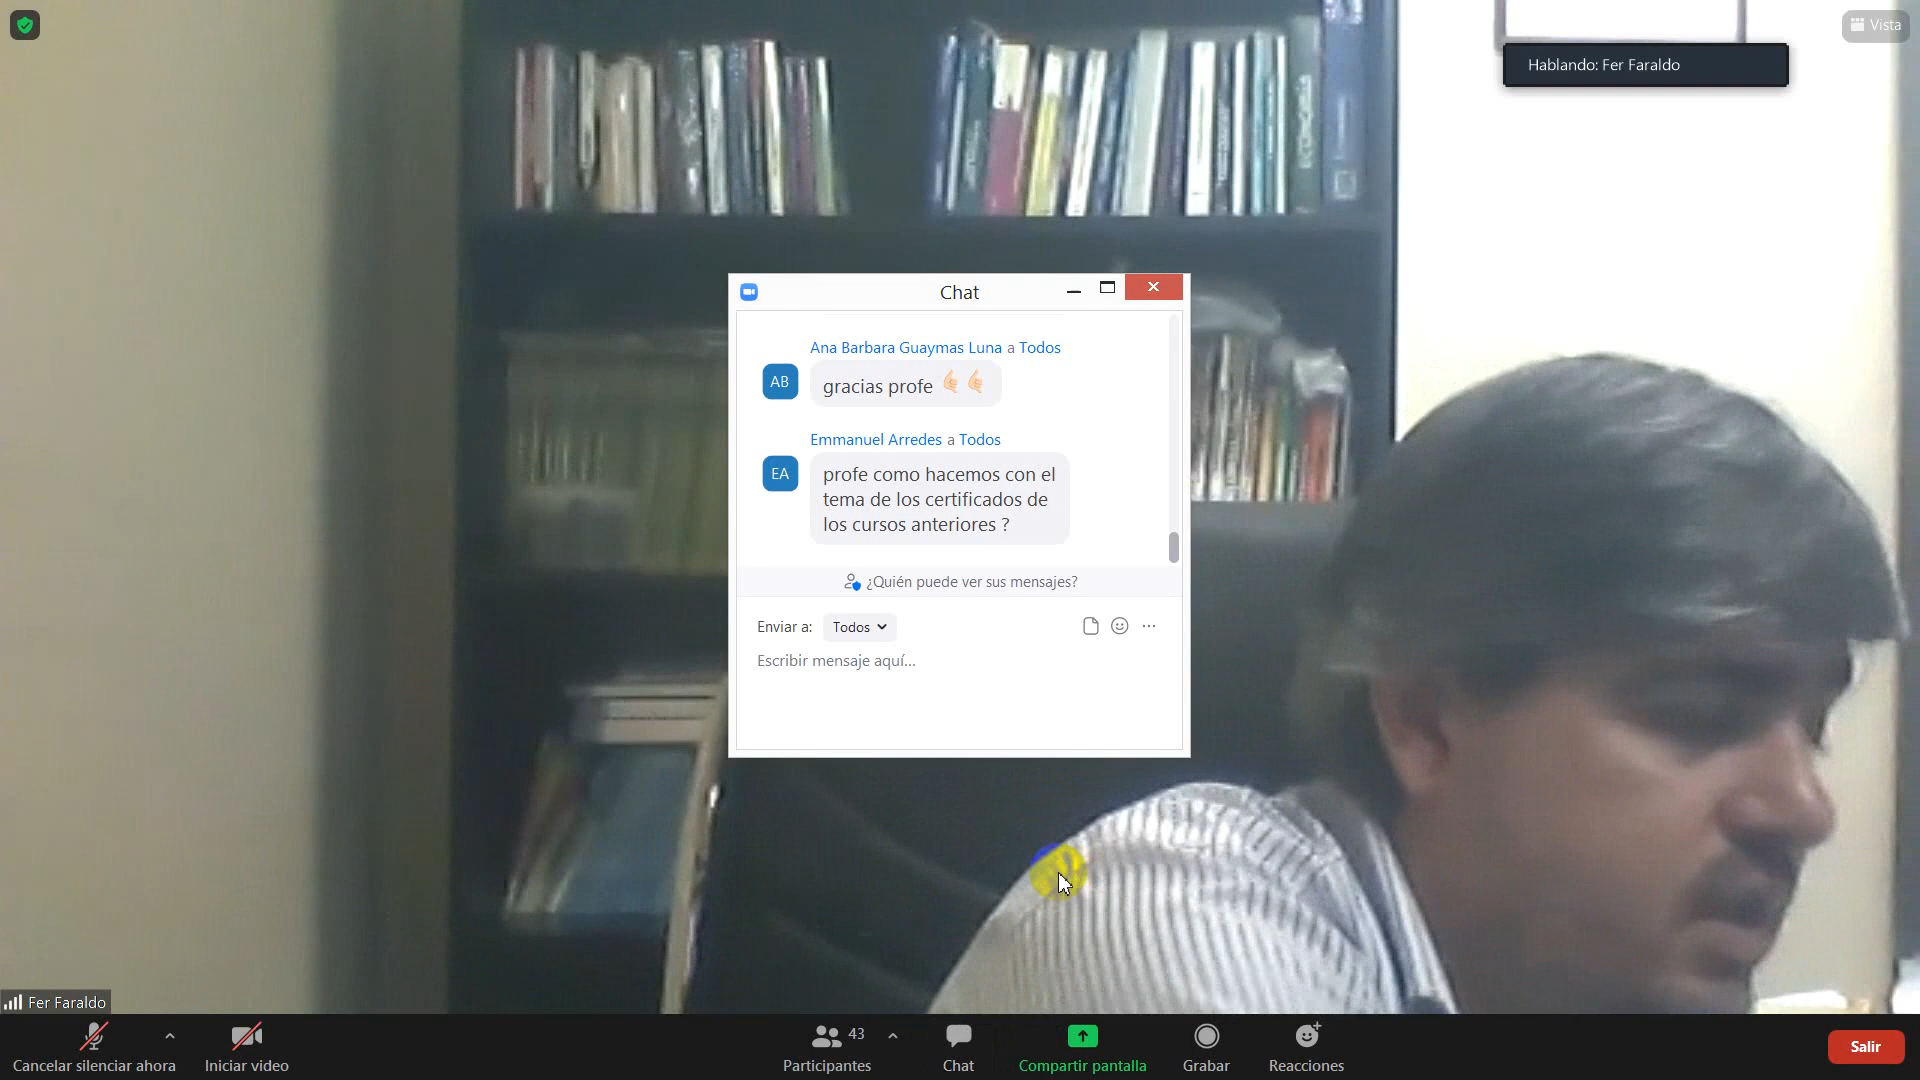 Vista
Hablando: Fer Faraldo
ECONOMÍA
Chat
Ana Barbara Guaymas Luna a Todos
AB
gracias profe 🤙🏻🤙🏻
Emmanuel Arredes a Todos
EA
profe como hacemos con el
tema de los certificados de
los cursos anteriores ?
¿Quién puede ver sus mensajes?
Enviar a: Todos
Escribir mensaje aquí...
Fer Faraldo
Cancelar silenciar ahora
Iniciar video
43
Participantes
Chat
Compartir pantalla
Grabar
Reacciones
Salir